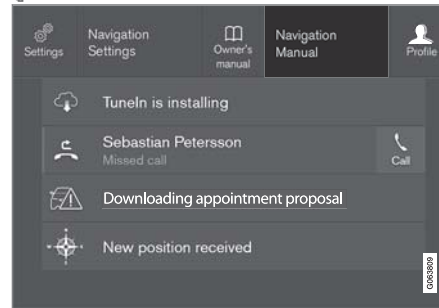 Settings
Navigation
Settings
Owner's
manual
Navigation
Manual
Profile
TuneIn is installing
Sebastian Petersson
Missed call
Call
Downloading appointment proposal
New position received
G063809